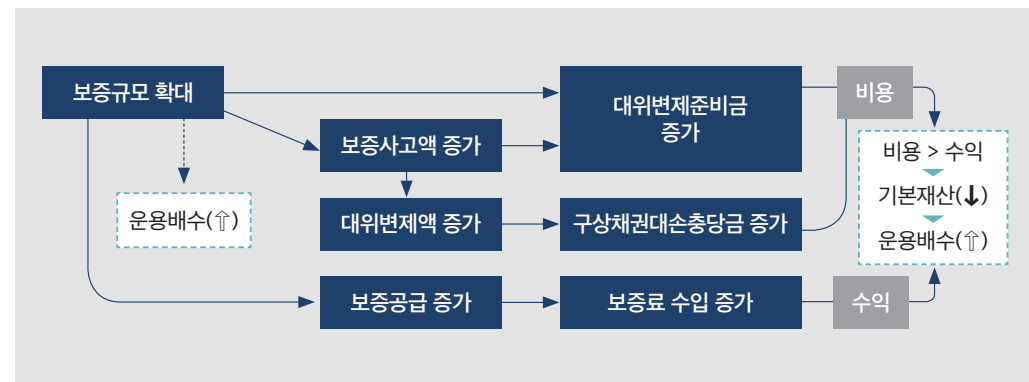 보증규모 확대
운용배수(⇧)
보증사고액 증가
대위변제액 증가
보증공급 증가
대위변제준비금
증가
구상채권대손충당금 증가
보증료 수입 증가
비용
수익
비용 > 수익
기본재산(↓)
운용배수(⇧)